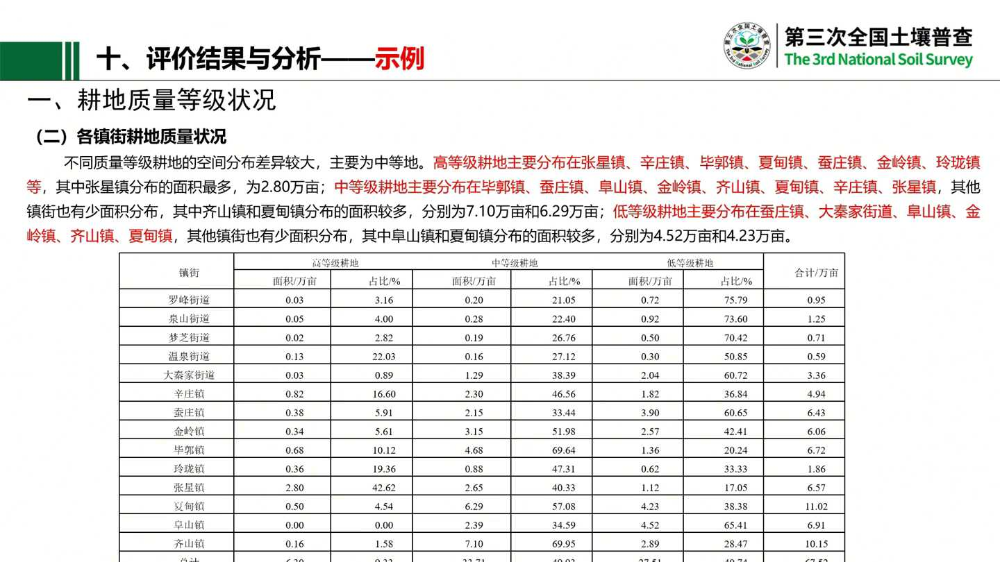 第三次全国土壤普查
The 3rd National Soil Survey
第三次全国土壤普查
The 3rd National Soil Survey
十、评价结果与分析——示例
一、耕地质量等级状况
（二）各镇街耕地质量状况
不同质量等级耕地的空间分布差异较大，主要为中等地。高等级耕地主要分布在张星镇、辛庄镇、毕郭镇、夏甸镇、蚕庄镇、金岭镇、玲珑镇
等，其中张星镇分布的面积最多，为2.80万亩；中等级耕地主要分布在毕郭镇、蚕庄镇、阜山镇、金岭镇、齐山镇、夏甸镇、辛庄镇、张星镇，其他
镇街也有少面积分布，其中齐山镇和夏甸镇分布的面积较多，分别为7.10万亩和6.29万亩；低等级耕地主要分布在蚕庄镇、大秦家街道、阜山镇、金
岭镇、齐山镇、夏甸镇，其他镇街也有少面积分布，其中阜山镇和夏甸镇分布的面积较多，分别为4.52万亩和4.23万亩。
镇街 高等级耕地 中等级耕地 低等级耕地 合计/万亩
面积/万亩 占比/% 面积/万亩 占比/% 面积/万亩 占比/%
罗峰街道 0.03 3.16 0.20 21.05 0.72 75.79 0.95
泉山街道 0.05 4.00 0.28 22.40 0.92 73.60 1.25
梦芝街道 0.02 2.82 0.19 26.76 0.50 70.42 0.71
温泉街道 0.13 22.03 0.16 27.12 0.30 50.85 0.59
大秦家街道 0.03 0.89 1.29 38.39 2.04 60.72 3.36
辛庄镇 0.82 16.60 2.30 46.56 1.82 36.84 4.94
蚕庄镇 0.38 5.91 2.15 33.44 3.90 60.65 6.43
金岭镇 0.34 5.61 3.15 51.98 2.57 42.41 6.06
毕郭镇 0.68 10.12 4.68 69.64 1.36 20.24 6.72
玲珑镇 0.36 19.36 0.88 47.31 0.62 33.33 1.86
张星镇 2.80 42.62 2.65 40.33 1.12 17.05 6.57
夏甸镇 0.50 4.54 6.29 57.08 4.23 38.38 11.02
阜山镇 0.00 0.00 2.39 34.59 4.52 65.41 6.91
齐山镇 0.16 1.58 7.10 69.95 2.89 28.47 10.15